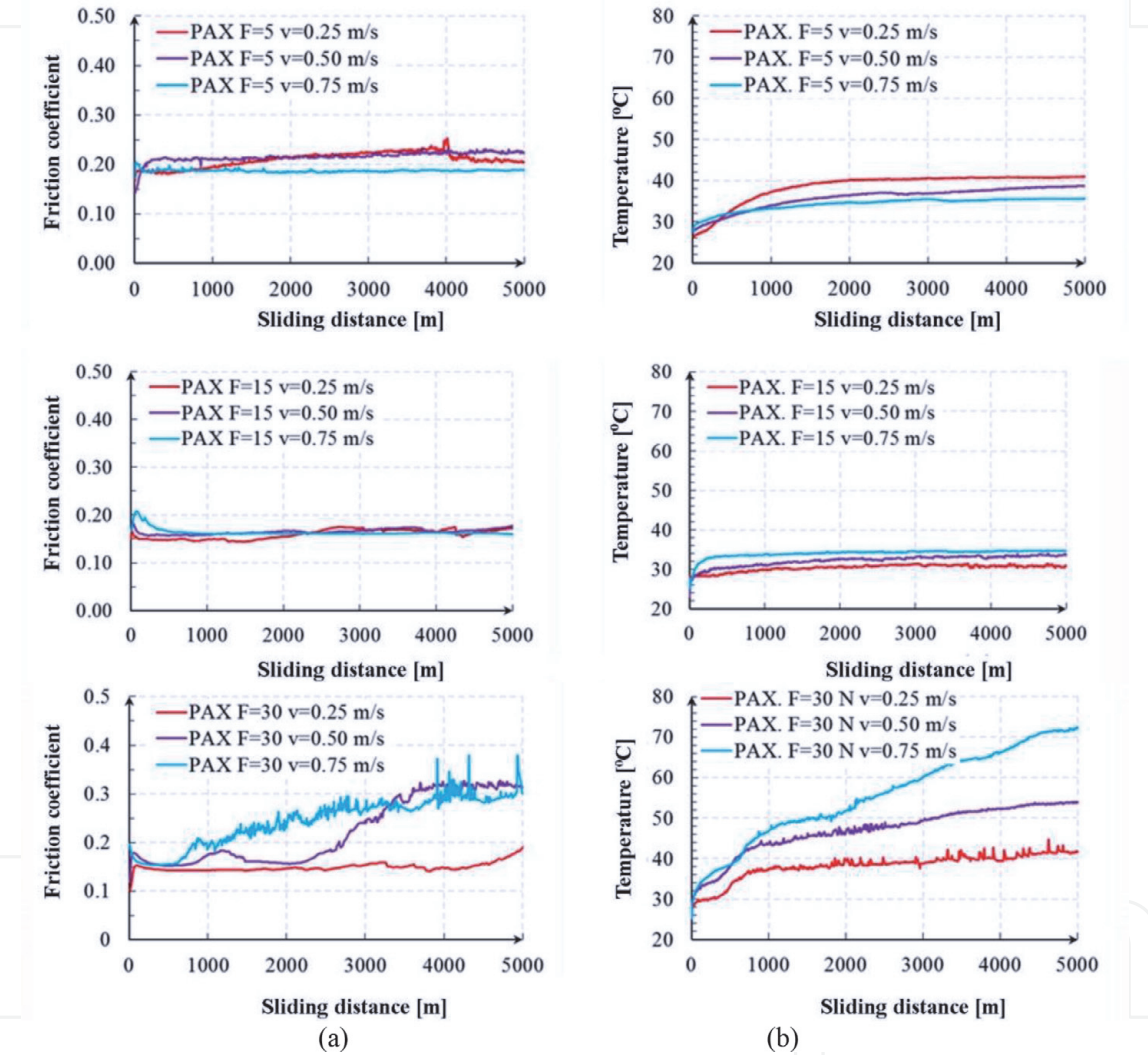 Friction coefficient
0.50
0.40
0.30
0.20
0.10
0.00
PAX F=5 v=0.25 m/s
PAX F=5 v=0.50 m/s
PAX F=5 v=0.75 m/s
0 1000 2000 3000 4000 5000
Sliding distance [m]
Temperature [ºC]
80
70
60
50
40
30
20
PAX. F=5 v=0.25 m/s
PAX. F=5 v=0.50 m/s
PAX. F=5 v=0.75 m/s
0 1000 2000 3000 4000 5000
Sliding distance [m]
Friction coefficient
0.50
0.40
0.30
0.20
0.10
0.00
PAX F=15 v=0.25 m/s
PAX F=15 v=0.50 m/s
PAX F=15 v=0.75 m/s
0 1000 2000 3000 4000 5000
Sliding distance [m]
Temperature [ºC]
80
70
60
50
40
30
20
PAX. F=15 v=0.25 m/s
PAX. F=15 v=0.50 m/s
PAX. F=15 v=0.75 m/s
0 1000 2000 3000 4000 5000
Sliding distance [m]
Friction coefficient
0.5
0.4
0.3
0.2
0.1
0
PAX F=30 v=0.25 m/s
PAX F=30 v=0.50 m/s
PAX F=30 v=0.75 m/s
0 1000 2000 3000 4000 5000
Sliding distance [m]
Temperature [ºC]
80
70
60
50
40
30
20
PAX. F=30 N v=0.25 m/s
PAX. F=30 N v=0.50 m/s
PAX. F=30 N v=0.75 m/s
0 1000 2000 3000 4000 5000
Sliding distance [m]
(a)
(b)